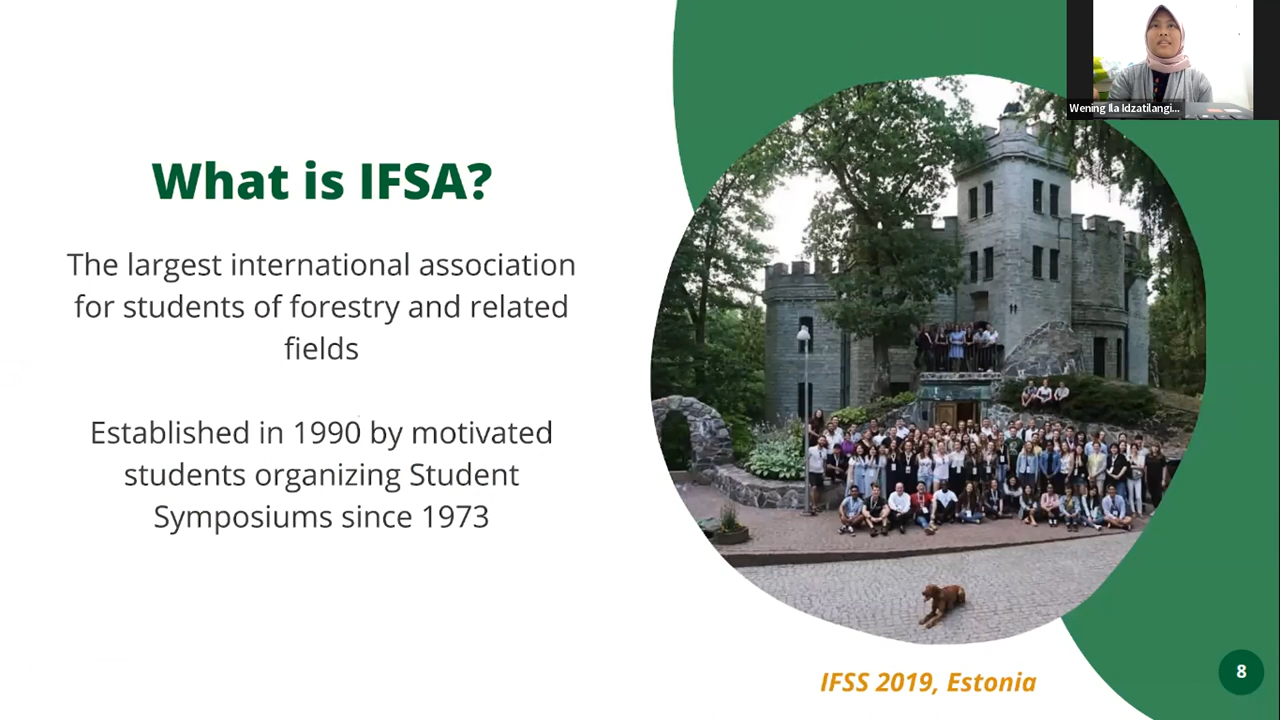 What is IFSA?
The largest international association
for students of forestry and related
fields
Established in 1990 by motivated
students organizing Student
Symposiums since 1973
IFSS 2019, Estonia
8
Wening Ila Idzatilangi...